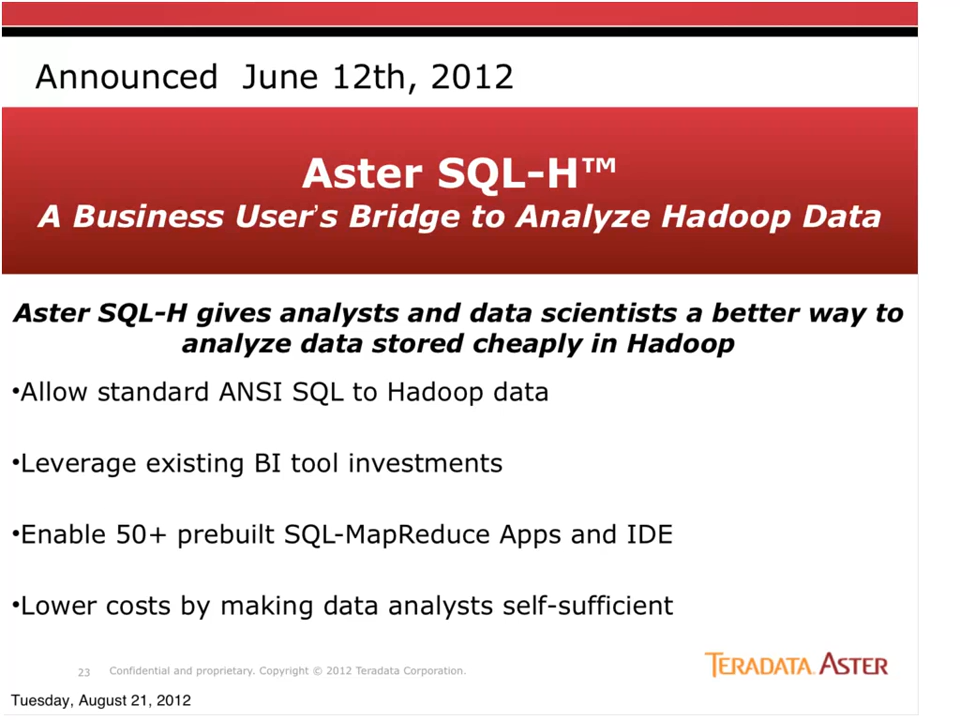 Announced  June 12th, 2012
Aster SQL-H™
A Business User’s Bridge to Analyze Hadoop Data
Aster SQL-H gives analysts and data scientists a better way to
analyze data stored cheaply in Hadoop
•Allow standard ANSI SQL to Hadoop data
•Leverage existing BI tool investments
•Enable 50+ prebuilt SQL-MapReduce Apps and IDE
•Lower costs by making data analysts self-sufficient
23 Confidential and proprietary. Copyright © 2012 Teradata Corporation.
TERADATA ASTER
Tuesday, August 21, 2012